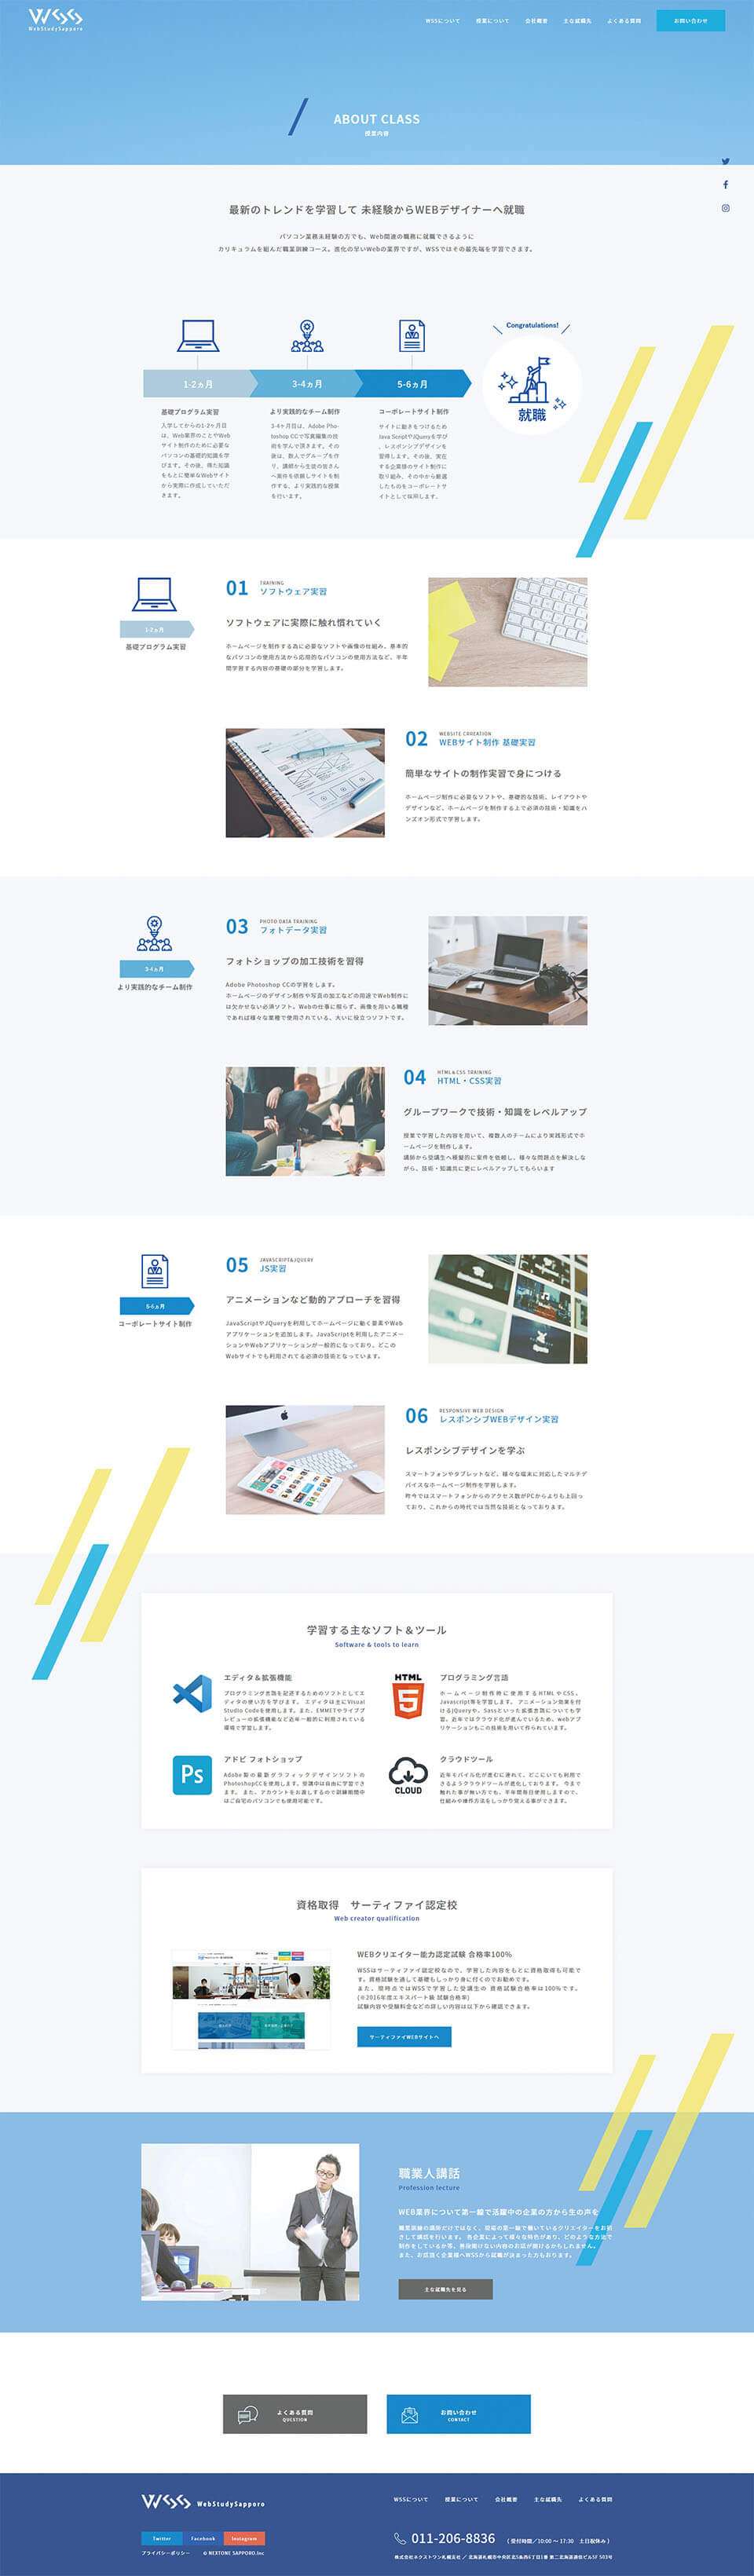 WSS
WebStudySapporo
WSSについて 授業について 会社概要 主な就職先 よくある質問 お問い合わせ
ABOUT CLASS
授業内容
最新のトレンドを学習して 未経験からWEBデザイナーへ就職
パソコン業務未経験の方でも、Web関連の職務に就職できるように
カリキュラムを組んだ職業訓練コース。進化の早いWebの業界ですが、WSSではその最先端を学習できます。
Congratulations!
就職
1-2ヵ月 3-4ヵ月 5-6ヵ月
基礎プログラム実習
入学してからの1-2ヶ月目
は、Web業界のことやWeb
サイト制作のために必要な
パソコンの基礎的知識を学
びます。その後、得た知識
をもとに簡単なWebサイト
から実際に作成していただ
きます。
より実践的なチーム制作
3-4ヶ月目は、Adobe Pho-
toshop CCで写真編集の技
術を学んで頂きます。その
後は、数人でグループを作
り、講師から生徒の皆さん
へ案件を依頼しサイトを制
作する、より実践的な授業
を行います。
コーポレートサイト制作
サイトに動きをつけるため
Java ScriptやJQueryを学び
、レスポンシブデザインを
習得します。その後、実在
する企業様のサイト制作に
取り組み、その中から厳選
したものをコーポレートサ
イトとして採用します。
1-2ヵ月
基礎プログラム実習
01
TRAINING
ソフトウェア実習
ソフトウェアに実際に触れ慣れていく
ホームページを制作する為に必要なソフトや画像の仕組み、基本的
なパソコンの使用方法から応用的なパソコンの使用方法など、半年
間学習する内容の基礎の部分を学習します。
02
WEBSITE CRREATION
WEBサイト制作 基礎実習
簡単なサイトの制作実習で身につける
ホームページ制作に必要なソフトや、基礎的な技術、レイアウトや
デザインなど、ホームページを制作する上で必須の技術・知識をハ
ンズオン形式で学習します。
3-4ヵ月
より実践的なチーム制作
03
PHOTO DATA TRAINING
フォトデータ実習
フォトショップの加工技術を習得
Adobe Photoshop CCの学習をします。
ホームページのデザイン制作や写真の加工などの用途でWeb制作に
は欠かせない必須ソフト。Webの仕事に限らず、画像を用いる職種
であれば様々な業種で使用されている、大いに役立つソフトです。
04
HTML&CSS TRAINING
HTML・CSS実習
グループワークで技術・知識をレベルアップ
授業で学習した内容を用いて、複数人のチームにより実践形式でホ
ームページを制作します。
講師から受講生へ模擬的に案件を依頼し、様々な問題点を解決しな
がら、技術・知識共に更にレベルアップしてもらいます
5-6ヵ月
コーポレートサイト制作
05
JAVASCRIPT&JQUERY
JS実習
アニメーションなど動的アプローチを習得
JavaScriptやJQueryを利用してホームページに動く要素やWeb
アプリケーションを追加します。JavaScriptを利用したアニメー
ションやWebアプリケーションが一般的になっており、どこの
Webサイトでも利用されてる必須の技術となっています。
06
RESPONSIVE WEB DESIGN
レスポンシブWEBデザイン実習
レスポンシブデザインを学ぶ
スマートフォンやタブレットなど、様々な端末に対応したマルチデ
バイスなホームページ制作を学習します。
昨今ではスマートフォンからのアクセス数がPCからよりも上回っ
ており、これからの時代では当然な技術となっております。
学習する主なソフト＆ツール
Software & tools to learn
エディタ＆拡張機能
プログラミング言語を記述するためのソフトとしてエ
ディタの使い方を学びます。 エディタは主にVisual
Studio Codeを使用します。また、EMMETやライブプ
レビューの拡張機能など近年一般的に利用されている
環境で学習します。
HTML
5
プログラミング言語
ホームページ制作時に使用するHTMLやCSS、
Javascript等を学習します。 アニメーション効果を付
けるjQueryや、Sassといった拡張言語についても学
習。近年ではクラウド化が進んでいるため、webアプ
リケーションもこの技術を用いて作られています。
Ps
アドビ フォトショップ
Adobe製の最新グラフィックデザインソフトの
PhotoshopCCを使用します。受講中は自由に学習でき
ます。 また、アカウントをお渡しするので訓練期間中
はご自宅のパソコンでも使用可能です。
CLOUD
クラウドツール
近年モバイル化が進むに連れて、どこにいても利用で
きるようクラウドツールが進化しております。 今まで
触れた事が無い方でも、半年間毎日使用しますので、
仕組みや操作方法をしっかり覚える事ができます。
資格取得 サーティファイ認定校
Web creator qualification
WEBクリエイター能力認定試験 合格率100%
WSSはサーティファイ認定校なので、学習した内容をもとに資格取得も可能で
す。資格試験を通して基礎もしっかり身に付くのでお勧めです。
また、現時点ではWSSで学習した受講生の 資格試験合格率は100%です。
(※2016年度エキスパート級 試験合格率)
試験内容や受験料金などの詳しい内容は以下から確認できます。
サーティファイWEBサイトへ
職業人講話
Profession lecture
WEB業界について第一線で活躍中の企業の方から生の声を
職業訓練の講師だけではなく、現場の第一線で働いているクリエイターをお招
きして講話を行います。 各企業によって様々な特色があり、どのような方法で
制作をしているか等、普段聞けない内容のお話が聞けるかもしれません。
また、お話頂く企業様へWSSから就職が決まった方もおります。
主な就職先を見る
よくある質問
QUESTION
お問い合わせ
CONTACT
WSS WebStudySapporo
WSSについて 授業について 会社概要 主な就職先 よくある質問
Twitter Facebook Instagram
プライバシーポリシー © NEXTONE SAPPORO.Inc
011-206-8836 ( 受付時間／10:00 〜 17:30 土日祝休み )
株式会社ネクストワン札幌支社 ／ 北海道札幌市中央区北5条西6丁目1番 第二北海道通信ビル5F 503号